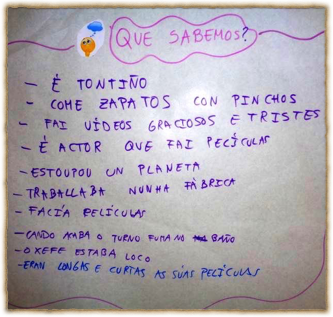 QUE SABEMOS?
- É TONTIÑO
- COME ZAPATOS CON PINCHOS
- FAI VÍDEOS GRACIOSOS E TRISTES
- É ACTOR QUE FAI PELÍCULAS
- ESTOUPOU UN PLANETA
- TRABALLABA NUNHA FÁBRICA
- FACÍA PELÍCULAS
- CANDO ACABA O TURNO FUMA NO BAÑO
- O XEFE ESTABA LOCO
- ERAN LONGAS E CURTAS AS SÚAS PELÍCULAS